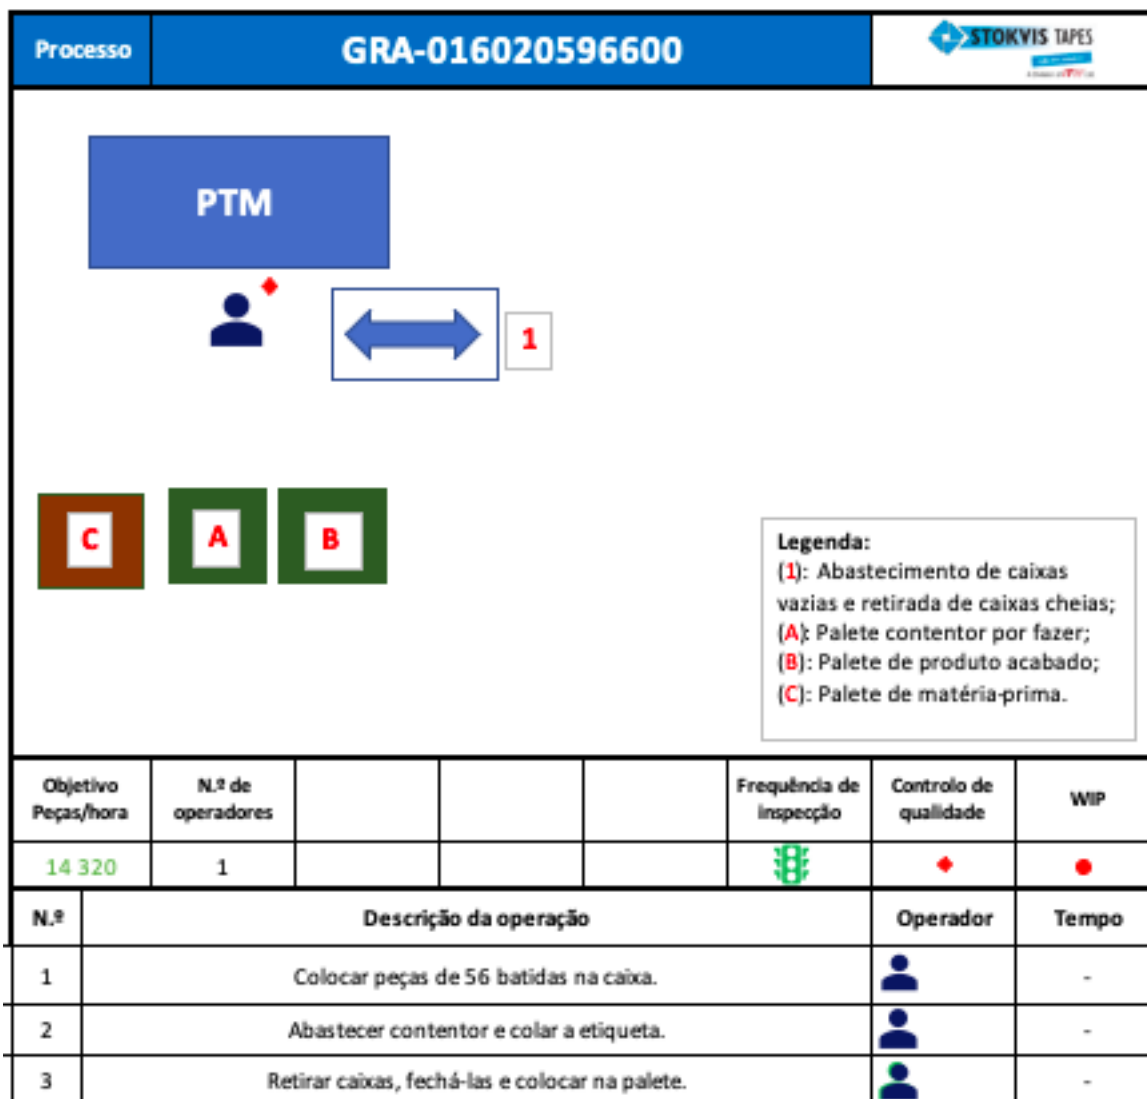 Processo
GRA-016020596600
STOKVIS TAPES
PTM
1
C
A
B
Legenda:
(1): Abastecimento de caixas
vazias e retirada de caixas cheias;
(A): Palete contentor por fazer;
(B): Palete de produto acabado;
(C): Palete de matéria-prima.
Objetivo
Peças/hora
N.º de
operadores
Frequência de
inspecção
Controlo de
qualidade
WIP
14 320
1
N.º
Descrição da operação
Operador
Tempo
1
Colocar peças de 56 batidas na caixa.
-
2
Abastecer contentor e colar a etiqueta.
-
3
Retirar caixas, fechá-las e colocar na palete.
-